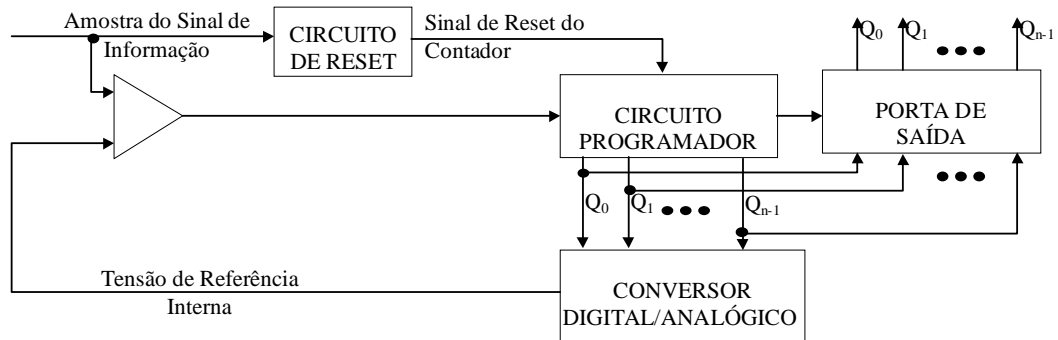 Amostra do Sinal de
Informação
CIRCUITO
DE RESET
Sinal de Reset do
Contador
Q0
Q1
Qn-1
CIRCUITO
PROGRAMADOR
PORTA DE
SAÍDA
Q0
Q1
Qn-1
Tensão de Referência
Interna
CONVERSOR
DIGITAL/ANALÓGICO